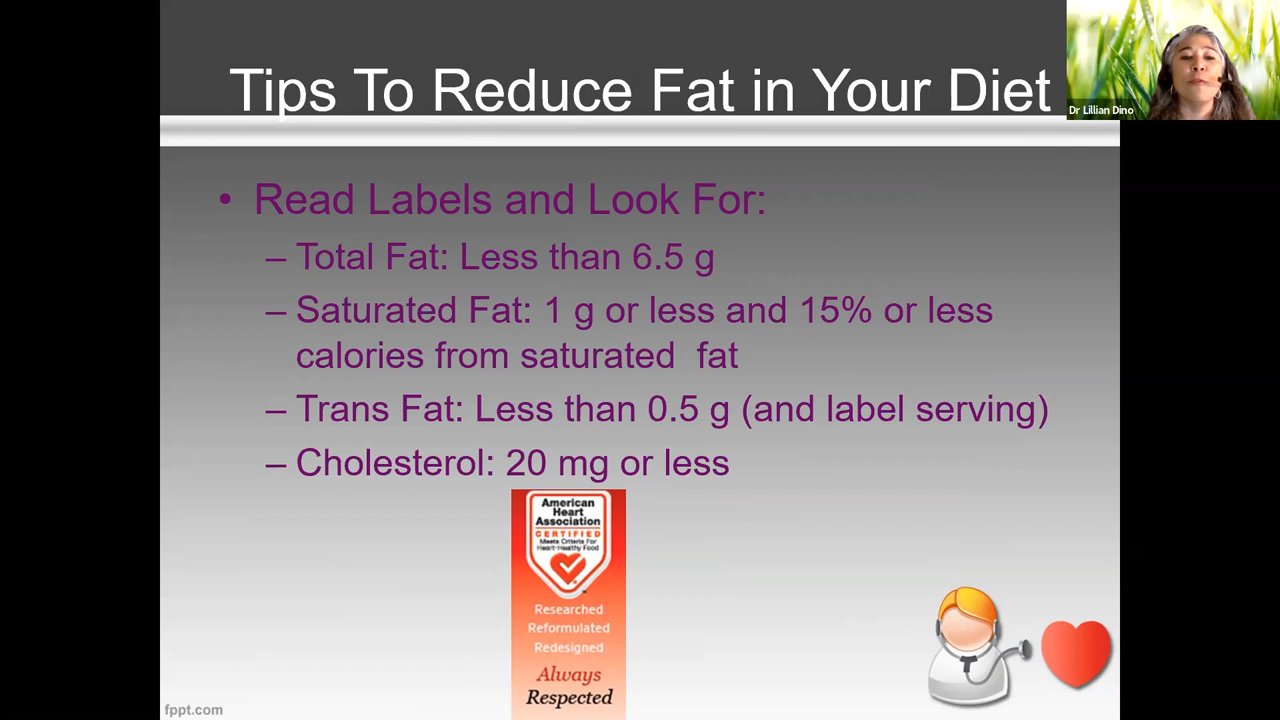 Tips To Reduce Fat in Your Diet
Dr Lillian Dino
• Read Labels and Look For:
– Total Fat: Less than 6.5 g
– Saturated Fat: 1 g or less and 15% or less
calories from saturated  fat
– Trans Fat: Less than 0.5 g (and label serving)
– Cholesterol: 20 mg or less
American
Heart
Association
CERTIFIED
Meets Criteria For
Heart-Healthy Food
Researched
Reformulated
Redesigned
Always
Respected
fppt.com